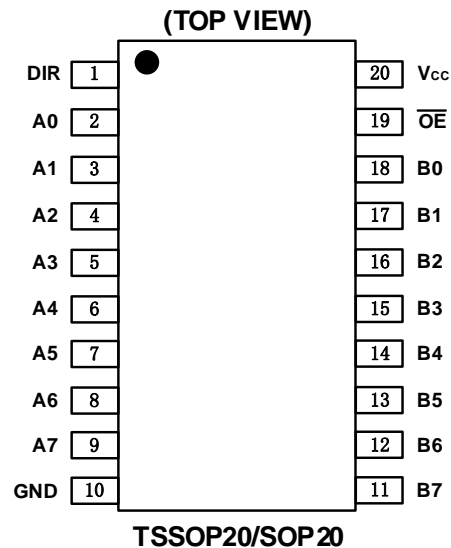 (TOP VIEW)
DIR 1 20 Vcc
A0 2 19 O̅E̅
A1 3 18 B0
A2 4 17 B1
A3 5 16 B2
A4 6 15 B3
A5 7 14 B4
A6 8 13 B5
A7 9 12 B6
GND 10 11 B7
TSSOP20/SOP20